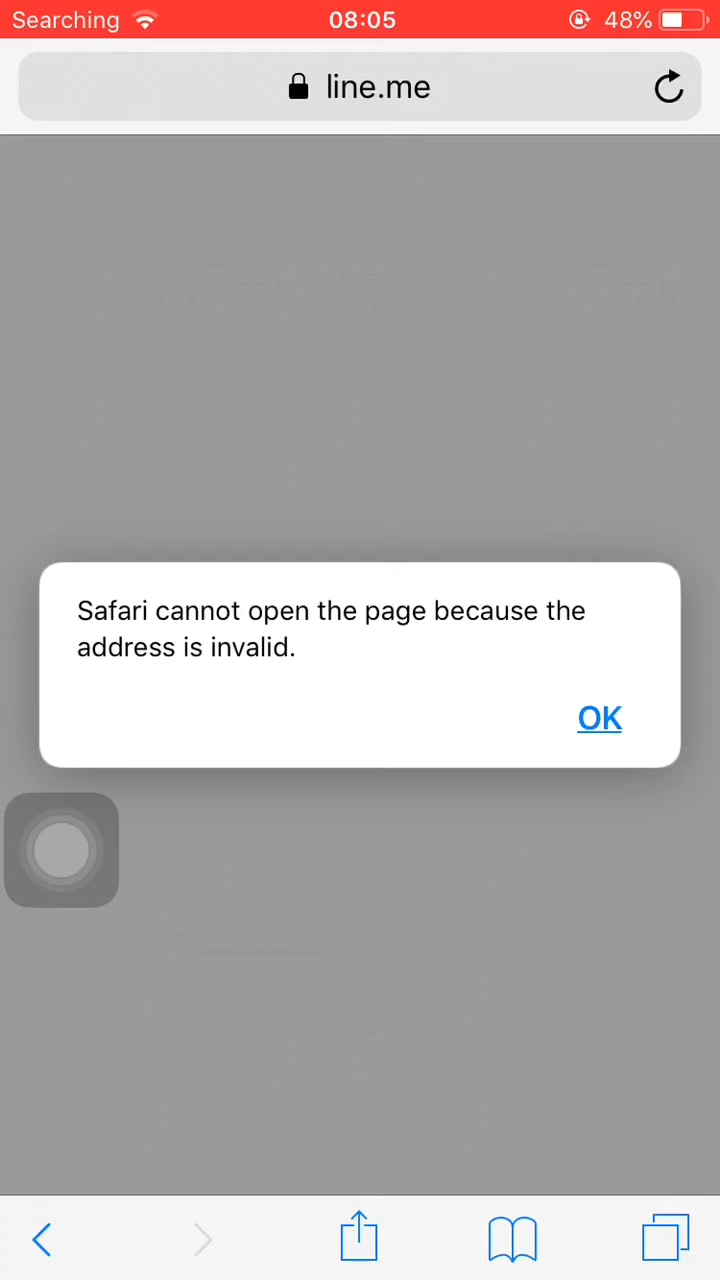 Searching 08:05 48%
line.me
Safari cannot open the page because the
address is invalid.
OK